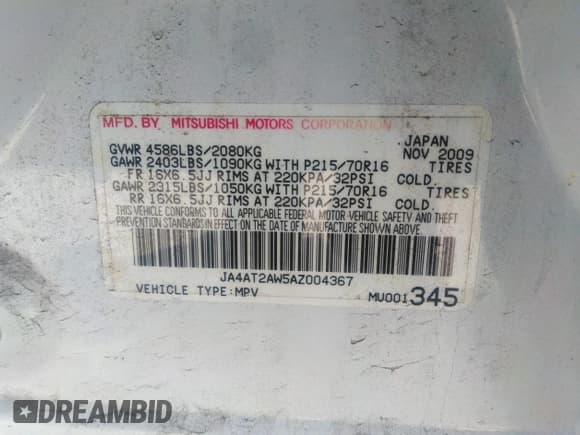 MFD. BY MITSUBISHI MOTORS CORPORATION
JAPAN
GVWR 4586LBS/2080KG NOV 2009
GAWR 2403LBS/1090KG WITH P215/70R16 TIRES
FR 16X6.5JJ RIMS AT 220KPA/32PSI COLD.
GAWR 2315LBS/1050KG WITH P215/70R16 TIRES
RR 16X6.5JJ RIMS AT 220KPA/32PSI COLD.
THIS VEHICLE CONFORMS TO ALL APPLICABLE FEDERAL MOTOR VEHICLE SAFETY AND THEFT
PREVENTION STANDARDS IN EFFECT ON THE DATE OF MANUFACTURE SHOWN ABOVE.
JA4AT2AW5AZ004367
VEHICLE TYPE:MPV MU001345
DREAMBID